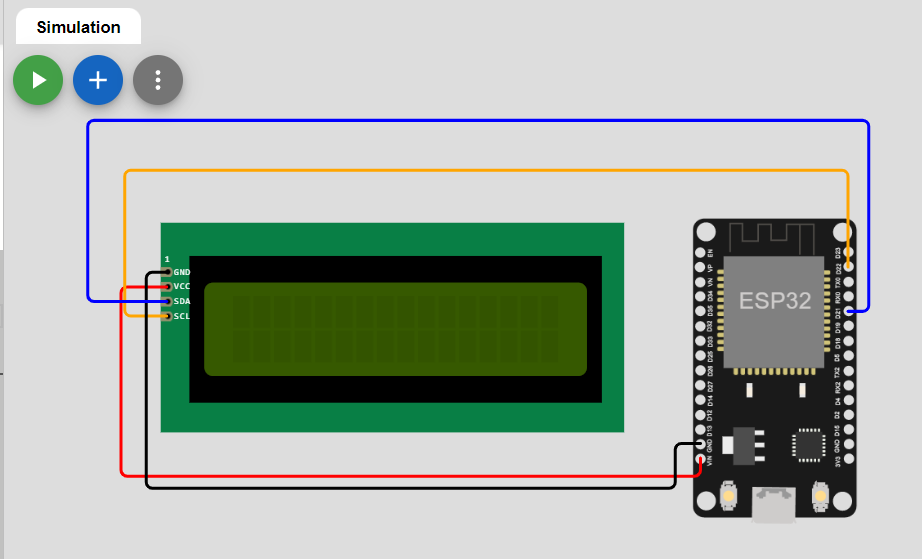 Simulation
1
GND
VCC
SDA
SCL
ESP32
EN
VP
VN
D34
D35
D32
D33
D25
D26
D27
D14
D12
D13
GND
VIN
D23
D22
TX0
RX0
D21
D19
D18
D5
TX2
RX2
D4
D2
D15
GND
3V3